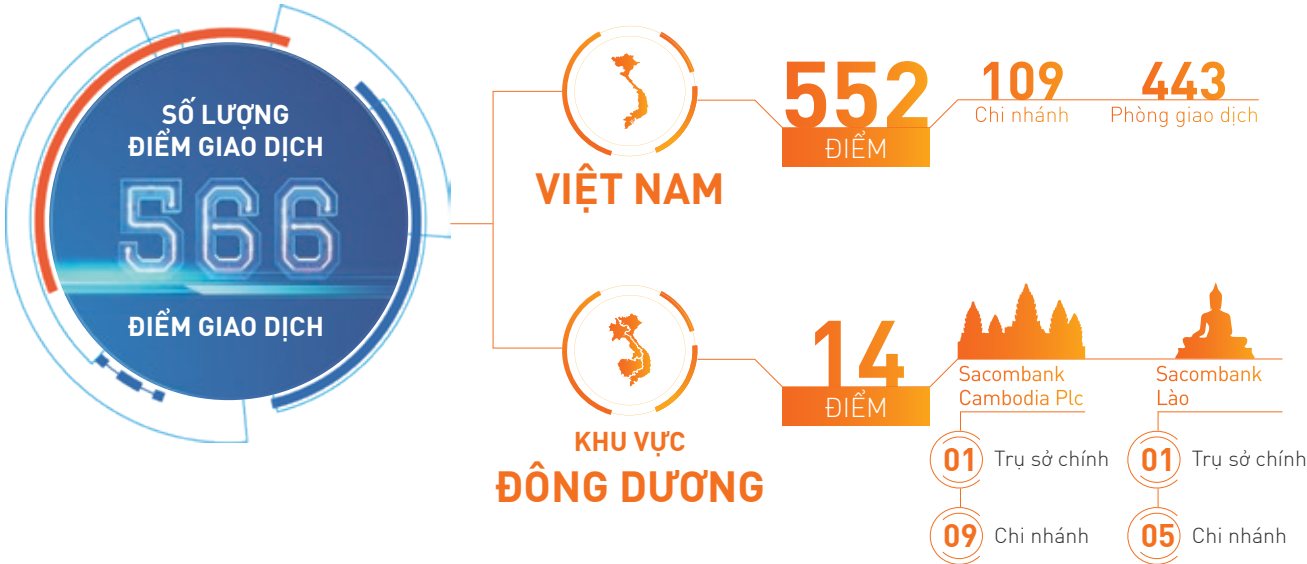 SỐ LƯỢNG
ĐIỂM GIAO DỊCH
566
ĐIỂM GIAO DỊCH
VIỆT NAM
552
ĐIỂM
109
Chi nhánh
443
Phòng giao dịch
KHU VỰC
ĐÔNG DƯƠNG
14
ĐIỂM
Sacombank
Cambodia Plc
01 Trụ sở chính
09 Chi nhánh
Sacombank
Lào
01 Trụ sở chính
05 Chi nhánh